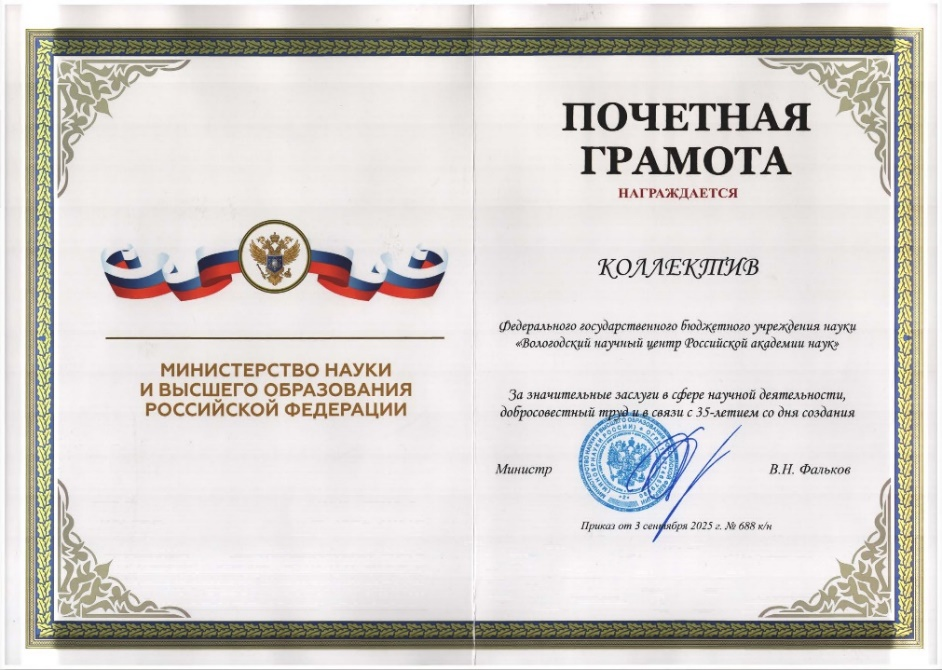 МИНИСТЕРСТВО НАУКИ
И ВЫСШЕГО ОБРАЗОВАНИЯ
РОССИЙСКОЙ ФЕДЕРАЦИИ
ПОЧЕТНАЯ
ГРАМОТА
НАГРАЖДАЕТСЯ
КОЛЛЕКТИВ
Федерального государственного бюджетного учреждения науки
«Вологодский научный центр Российской академии наук»
За значительные заслуги в сфере научной деятельности,
добросовестный труд и в связи с 35-летием со дня создания
Министр
В.Н. Фальков
Приказ от 3 сентября 2025 г. № 688 к/н